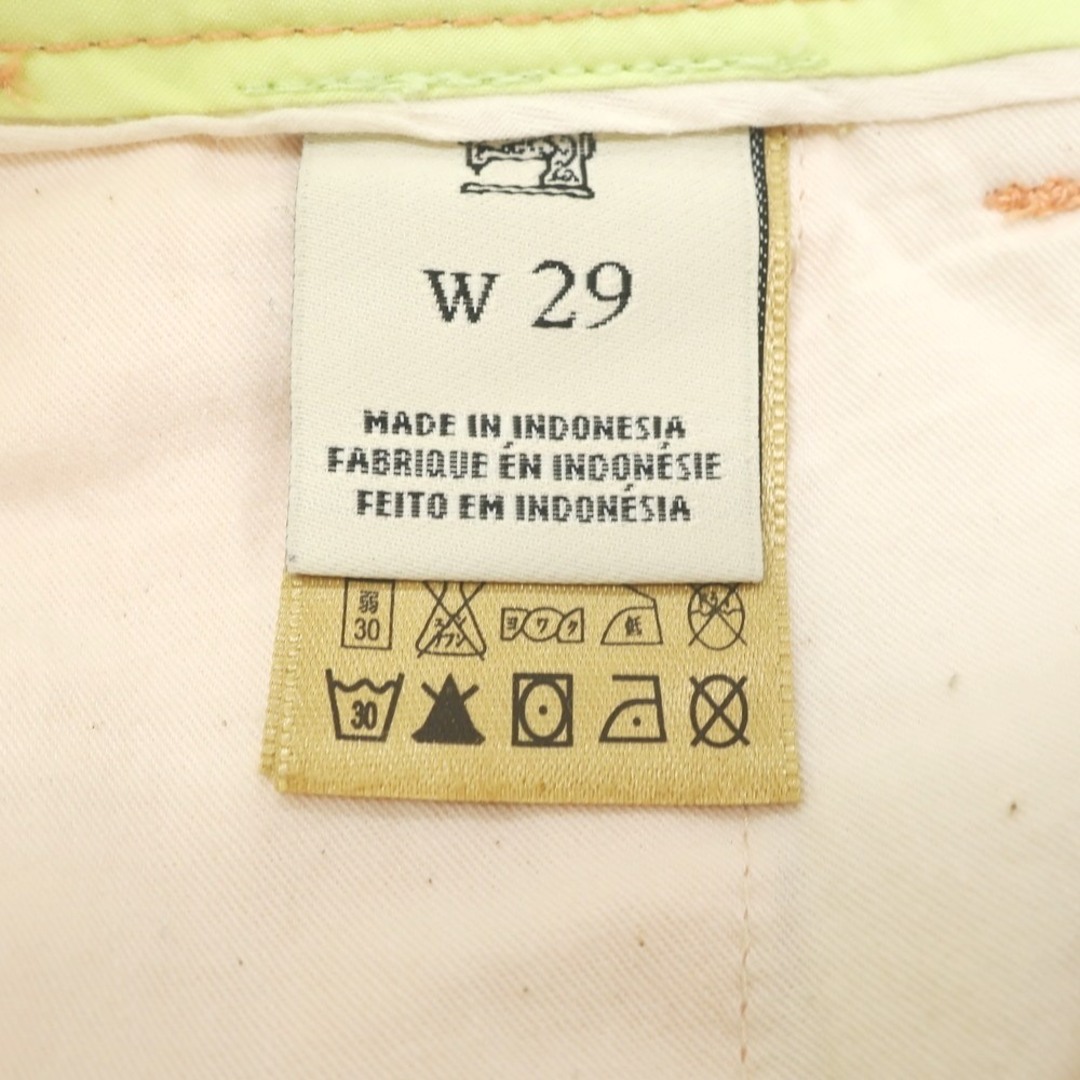 W 29
MADE IN INDONESIA
FABRIQUE ÉN INDONÉSIE
FEITO EM INDONÉSIA
弱 30 ヨワク 低
30